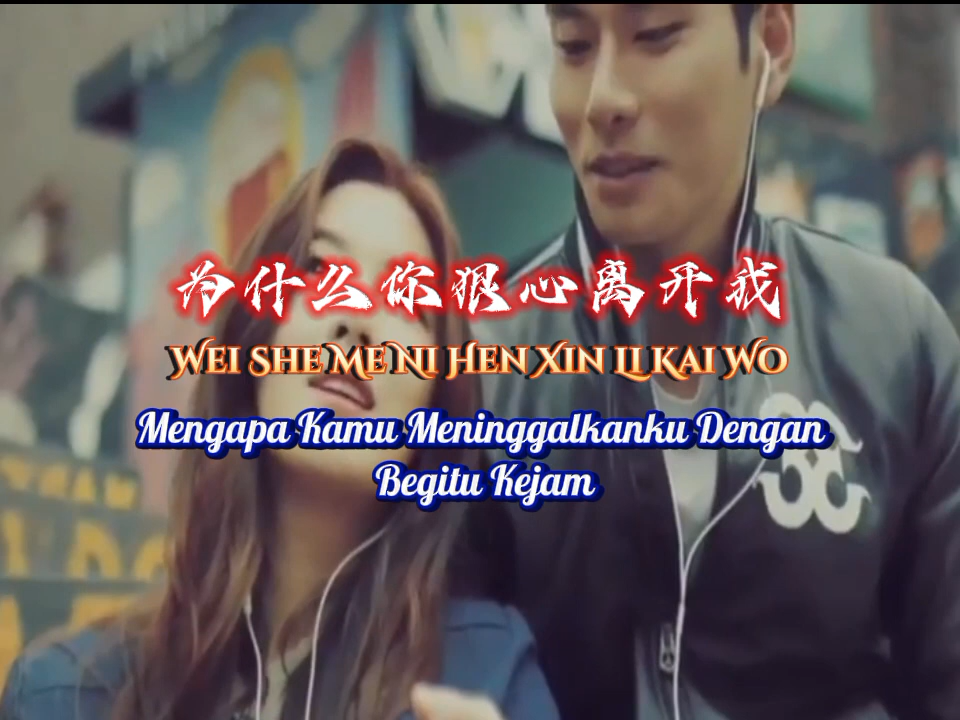 为什么你狠心离开我
Wei She Me Ni Hen Xin Li Kai Wo
Mengapa Kamu Meninggalkanku Dengan
Begitu Kejam